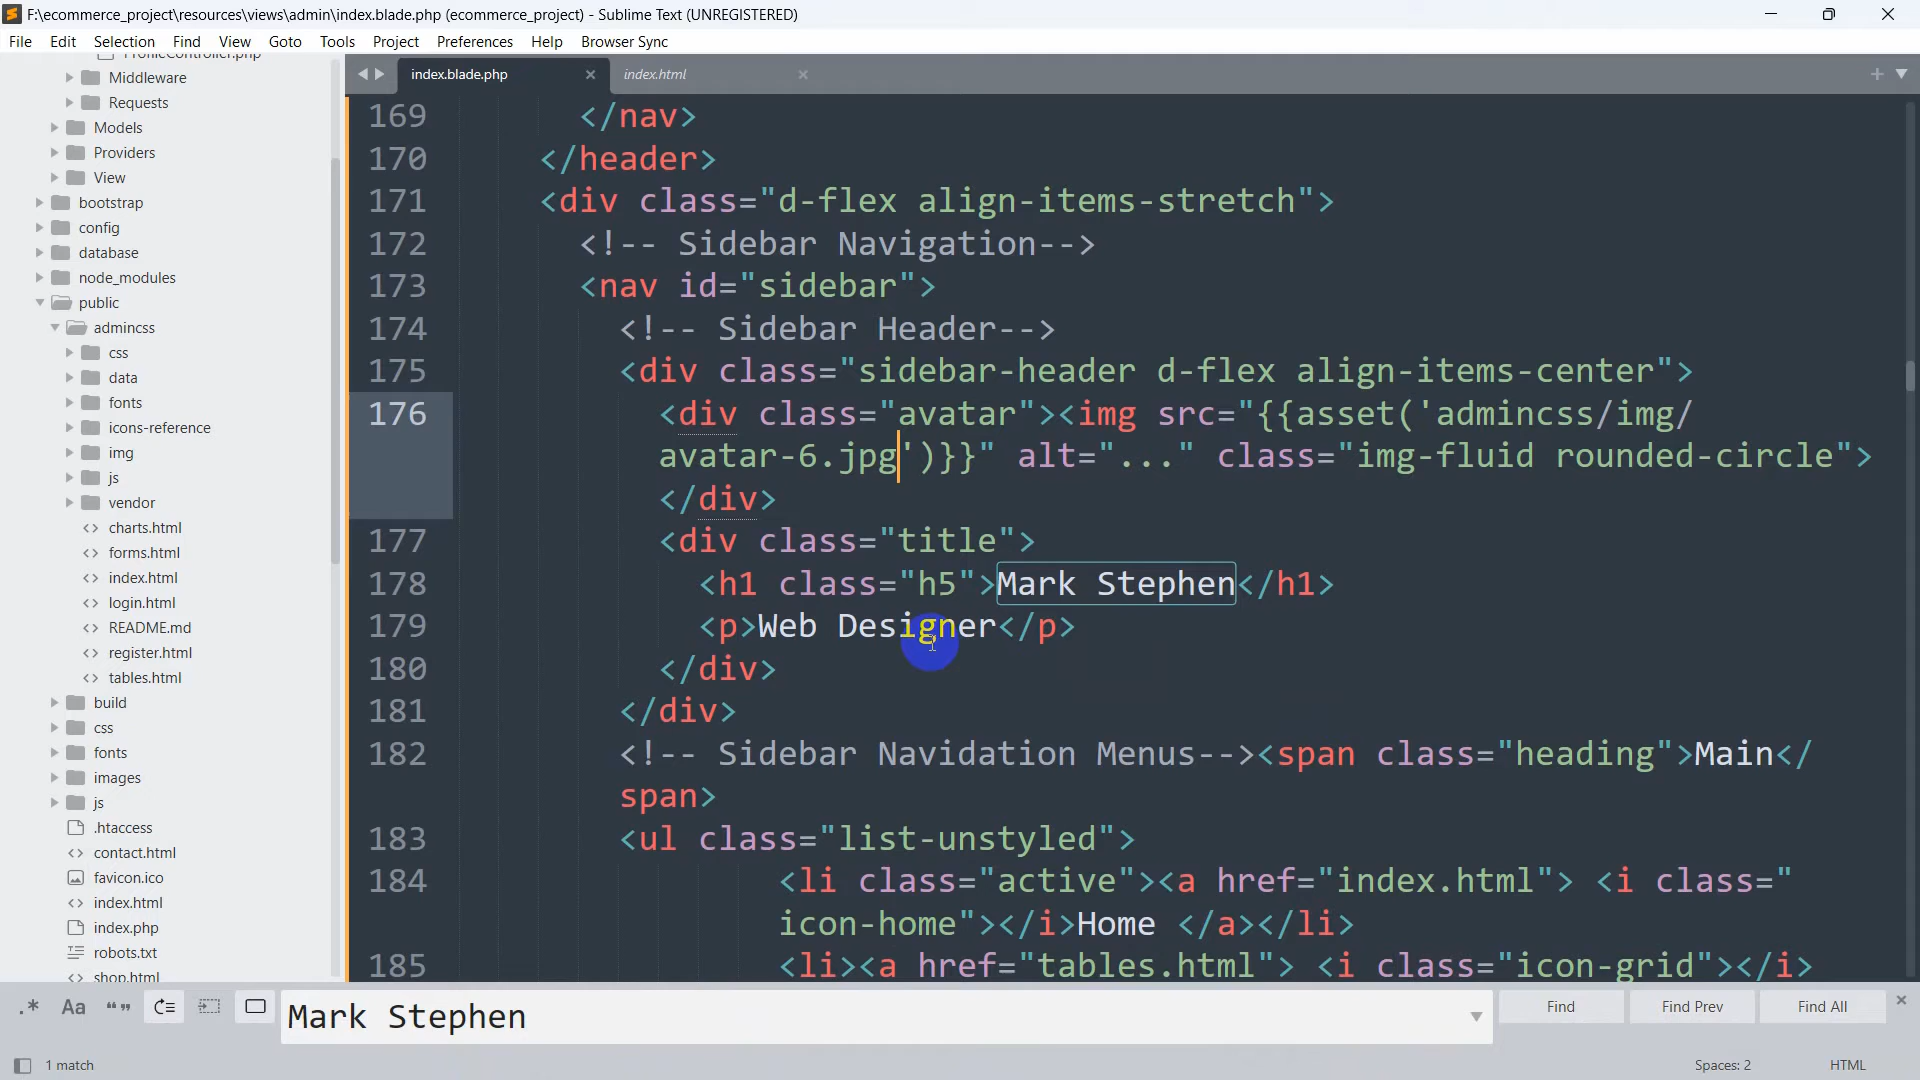 F:\ecommerce_project\resources\views\admin\index.blade.php (ecommerce_project) - Sublime Text (UNREGISTERED)
File Edit Selection Find View Goto Tools Project Preferences Help Browser Sync
ProfileController.php
Middleware
Requests
Models
Providers
View
bootstrap
config
database
node_modules
public
admincss
css
data
fonts
icons-reference
img
js
vendor
charts.html
forms.html
index.html
login.html
README.md
register.html
tables.html
build
css
fonts
images
js
.htaccess
contact.html
favicon.ico
index.html
index.php
robots.txt
shop.html
index.blade.php index.html
169 </nav>
170 </header>
171 <div class="d-flex align-items-stretch">
172 <!-- Sidebar Navigation-->
173 <nav id="sidebar">
174 <!-- Sidebar Header-->
175 <div class="sidebar-header d-flex align-items-center">
176 <div class="avatar"><img src="{{asset('admincss/img/
avatar-6.jpg')}}" alt="..." class="img-fluid rounded-circle">
</div>
177 <div class="title">
178 <h1 class="h5">Mark Stephen</h1>
179 <p>Web Designer</p>
180 </div>
181 </div>
182 <!-- Sidebar Navidation Menus--><span class="heading">Main</
span>
183 <ul class="list-unstyled">
184 <li class="active"><a href="index.html"> <i class="
icon-home"></i>Home </a></li>
185 <li><a href="tables.html"> <i class="icon-grid"></i>
.* Aa “” Mark Stephen Find Find Prev Find All
1 match Spaces: 2 HTML